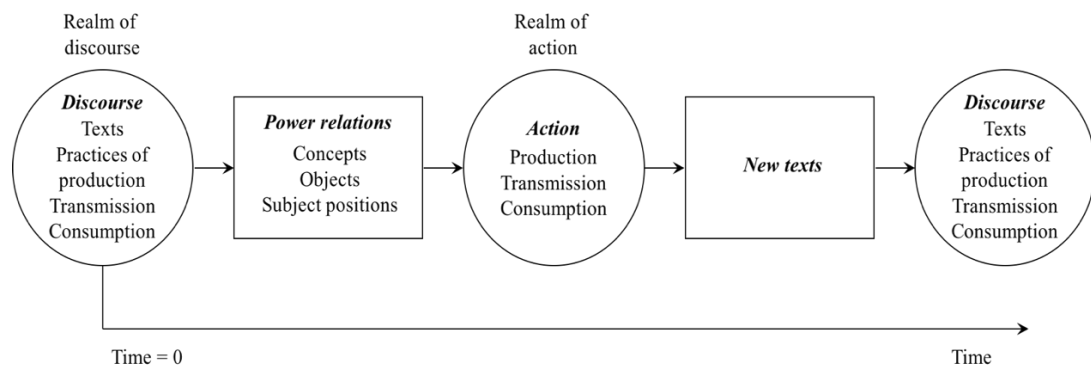 Realm of
discourse
Realm of
action
Discourse
Texts
Practices of
production
Transmission
Consumption
Power relations
Concepts
Objects
Subject positions
Action
Production
Transmission
Consumption
New texts
Discourse
Texts
Practices of
production
Transmission
Consumption
Time = 0
Time